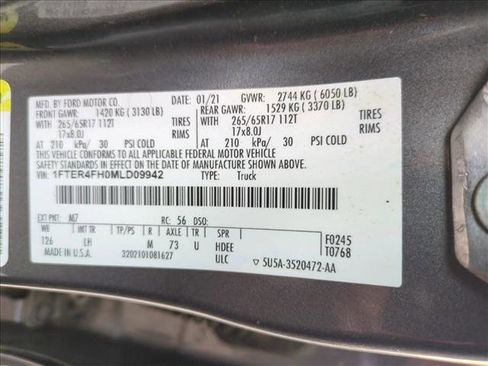 MFD. BY FORD MOTOR CO.
DATE: 01/21 GVWR: 2744 KG ( 6050 LB)
FRONT GAWR: 1420 KG ( 3130 LB) REAR GAWR: 1529 KG ( 3370 LB)
WITH 265/65R17 112T TIRES WITH 265/65R17 112T TIRES
17x8.0J RIMS 17x8.0J RIMS
AT 210 kPa/ 30 PSI COLD AT 210 kPa/ 30 PSI COLD
THIS VEHICLE CONFORMS TO ALL APPLICABLE FEDERAL MOTOR VEHICLE
SAFETY STANDARDS IN EFFECT ON THE DATE OF MANUFACTURE SHOWN ABOVE.
VIN: 1FTER4FH0MLD09942 TYPE: Truck
EXT PNT: M7 RC: 56 DSO:
WB INT TR TP/PS R AXLE TR SPR F0245
126 LH M 73 U HDEE T0768
MADE IN U.S.A. 3202101081627 ULC 5U5A-3520472-AA